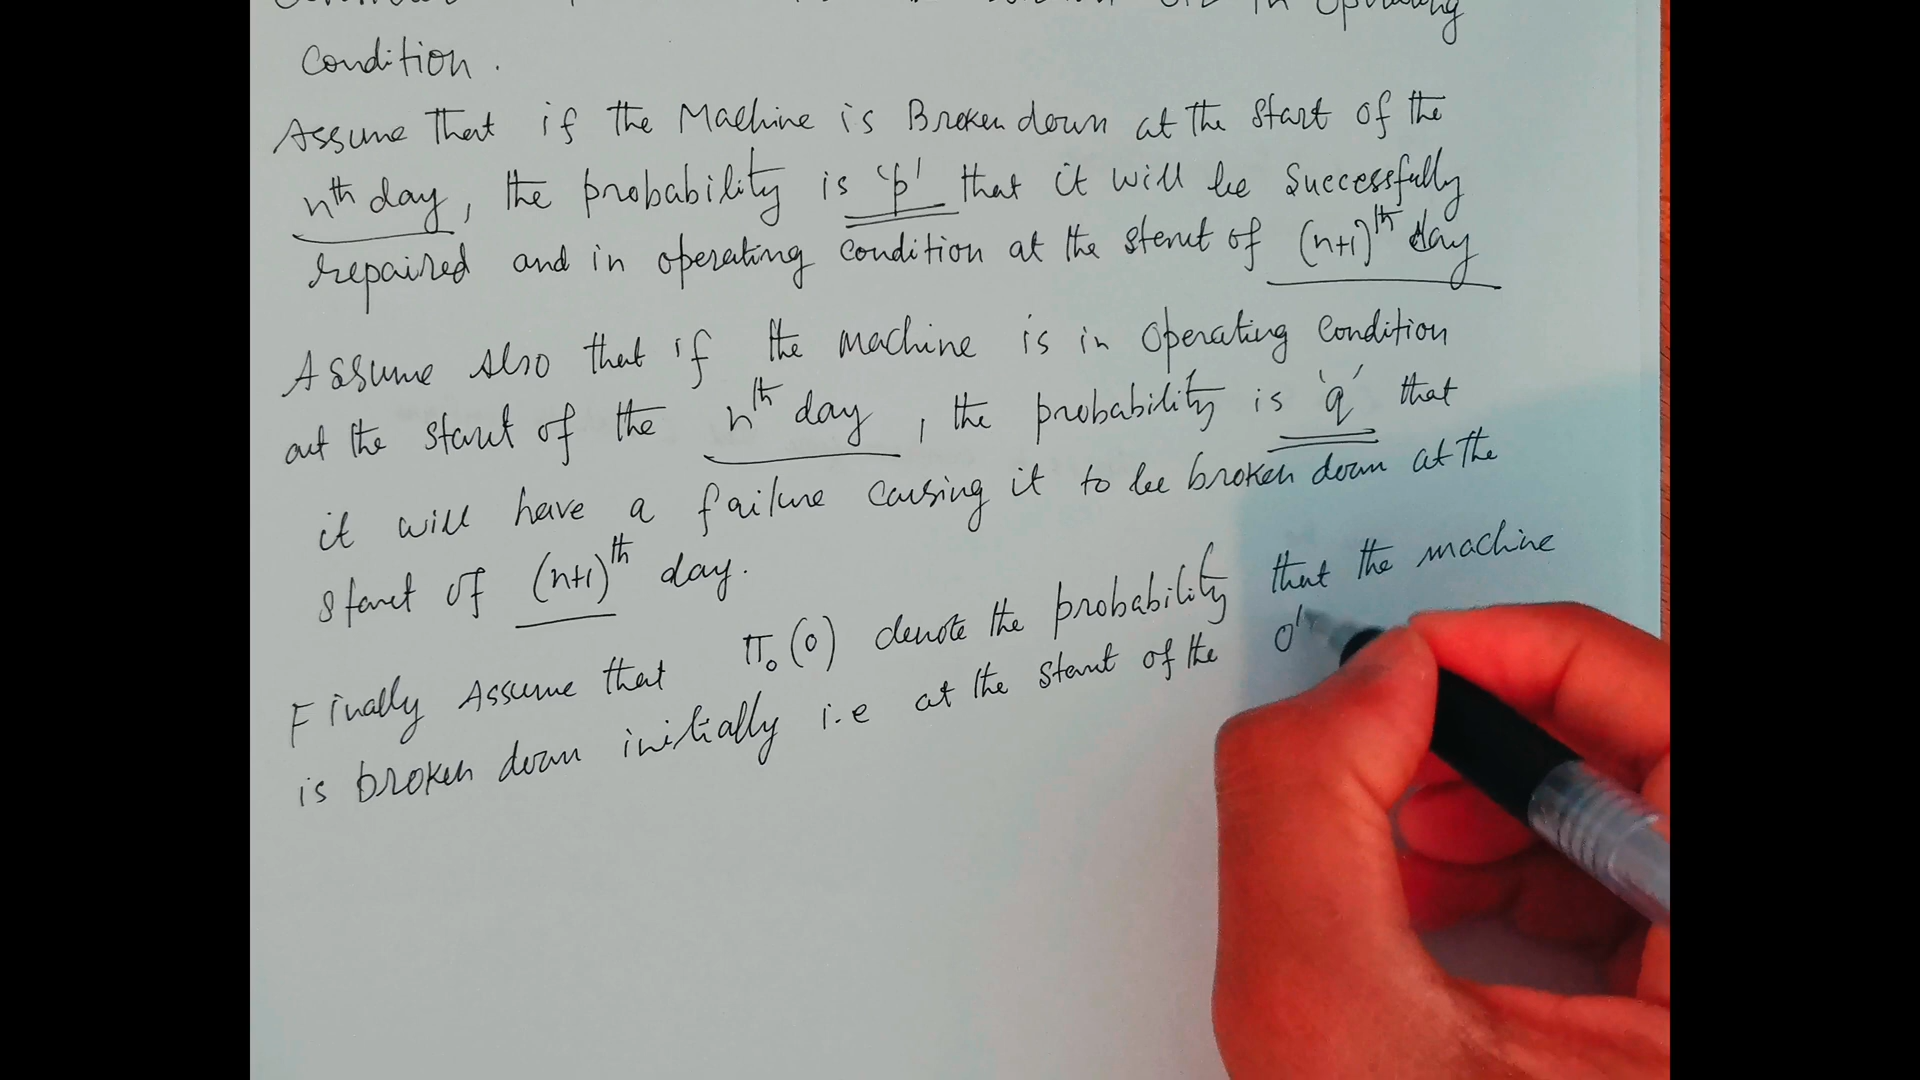 in operating
condition.
Assume that if the Machine is Broken down at the start of the
nth day, the probability is 'p' that it will be Successfully
repaired and in operating condition at the start of (n+1)th day
Assume Also that if the machine is in operating condition
at the start of the nth day, the probability is 'q' that
it will have a failure causing it to be broken down at the
start of (n+1)th day.
Finally Assume that π₀(0) denote the probability that the machine
is broken down initially i.e at the start of the 0